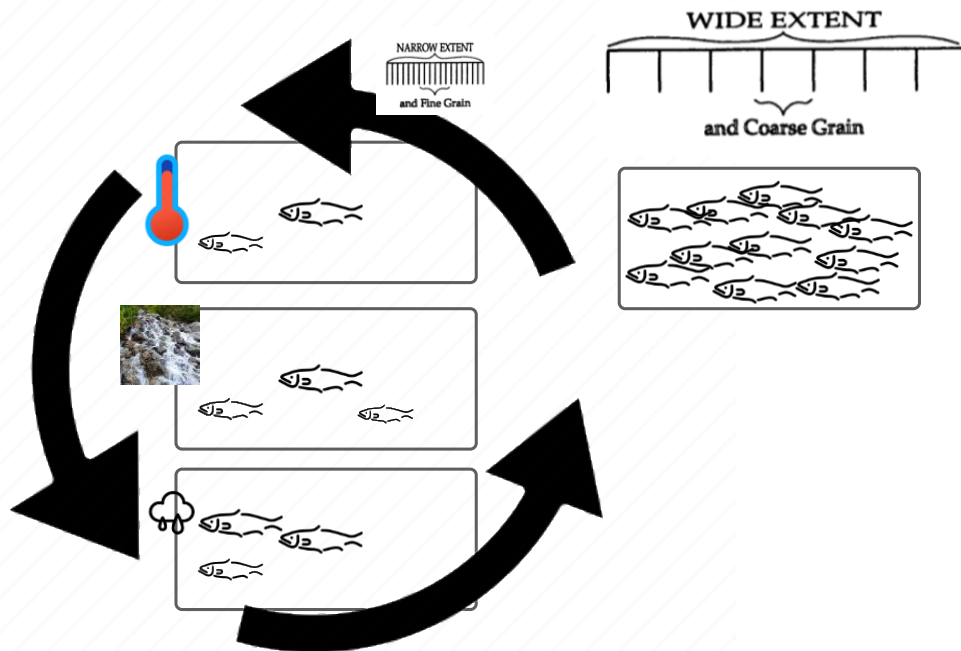 NARROW EXTENT
and Fine Grain
WIDE EXTENT
and Coarse Grain